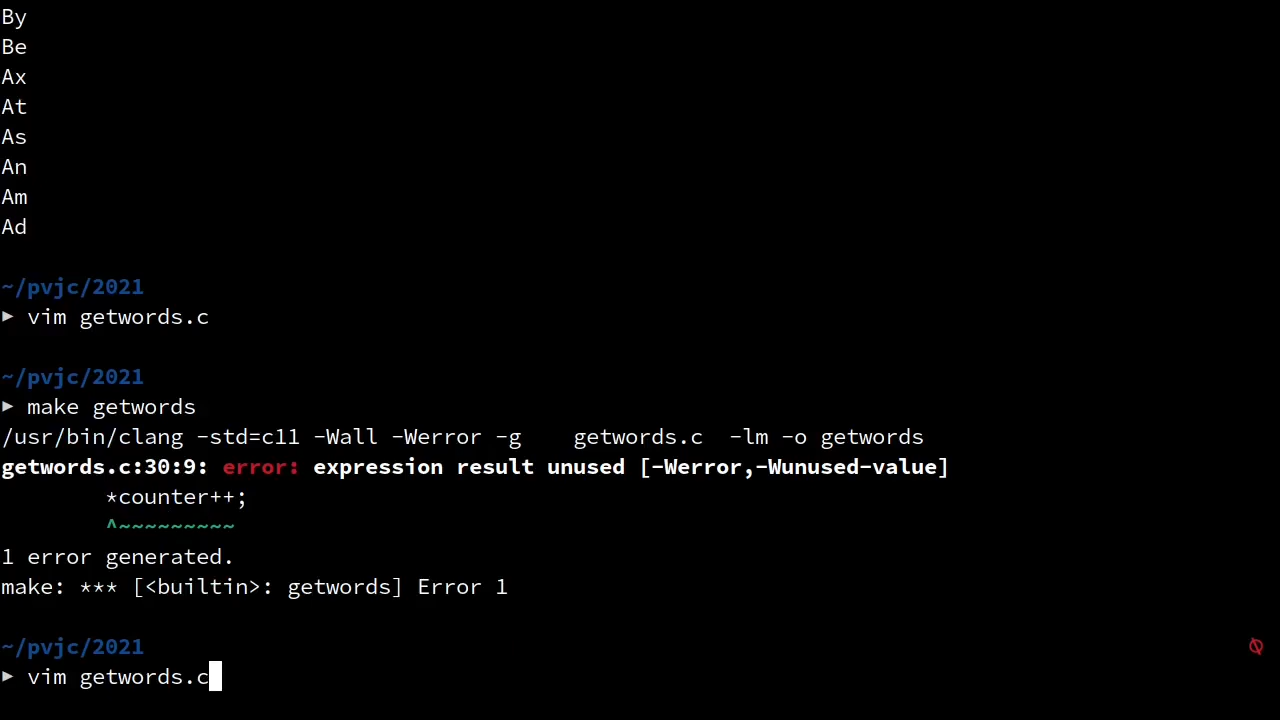 By
Be
Ax
At
As
An
Am
Ad
~/pvjc/2021
▶ vim getwords.c
~/pvjc/2021
▶ make getwords
/usr/bin/clang -std=c11 -Wall -Werror -g    getwords.c  -lm -o getwords
getwords.c:30:9: error: expression result unused [-Werror,-Wunused-value]
        *counter++;
        ^~~~~~~~~~
1 error generated.
make: *** [<builtin>: getwords] Error 1
~/pvjc/2021
▶ vim getwords.c